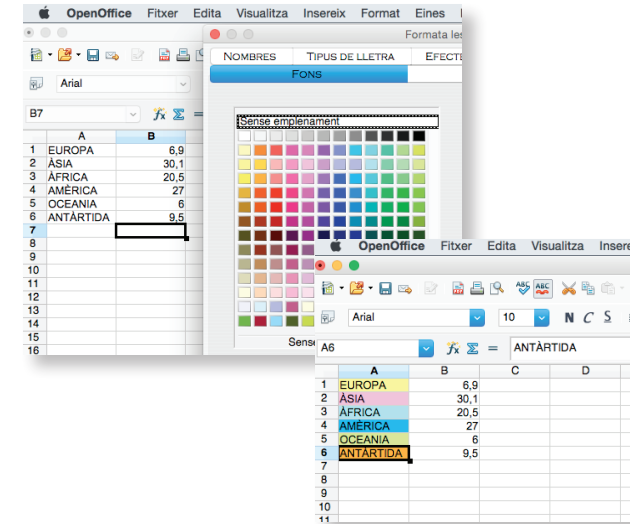 OpenOffice Fitxer Edita Visualitza Insereix Format Eines
Formata les
NOMBRES TIPUS DE LLETRA EFECTE
FONS
Arial
B7
Sense emplenament
A B
1 EUROPA 6,9
2 ÀSIA 30,1
3 ÀFRICA 20,5
4 AMÈRICA 27
5 OCEANIA 6
6 ANTÀRTIDA 9,5
7
8
9
10
11
12
13
14
15
16
Sense
OpenOffice Fitxer Edita Visualitza Insere
ABC ABC
Arial 10 N C S
A6 fx Σ = ANTÀRTIDA
A B C D
1 EUROPA 6,9
2 ÀSIA 30,1
3 ÀFRICA 20,5
4 AMÈRICA 27
5 OCEANIA 6
6 ANTÀRTIDA 9,5
7
8
9
10
11